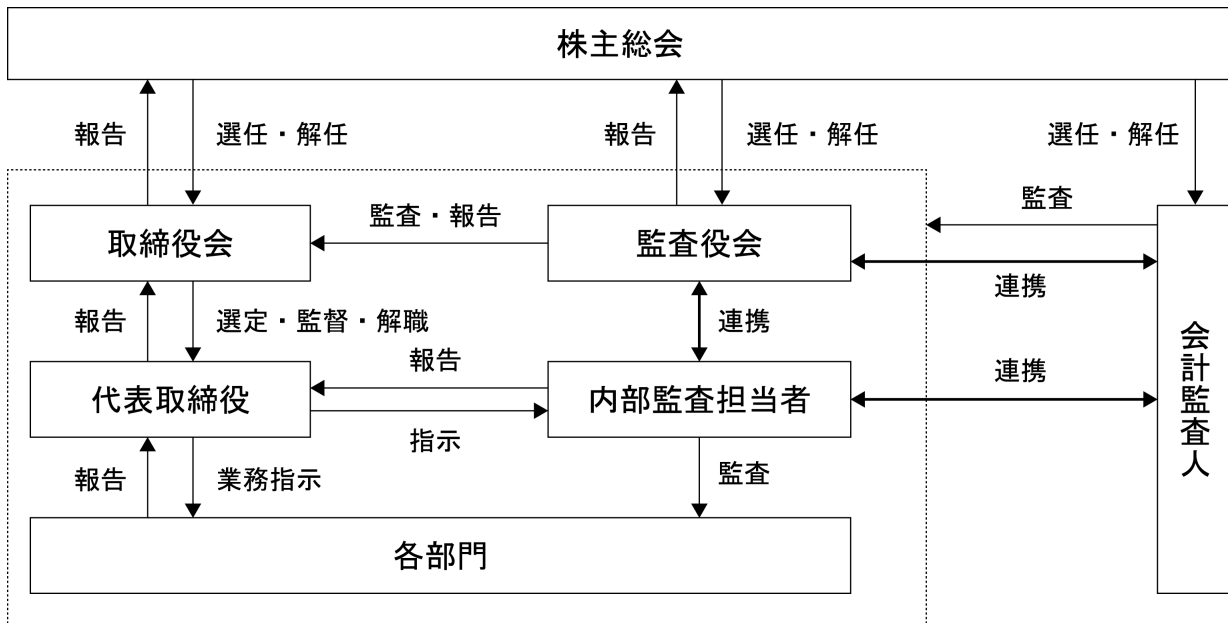 株主総会
報告
選任・解任
報告
選任・解任
選任・解任
取締役会
監査・報告
監査役会
監査
連携
報告
選定・監督・解職
連携
代表取締役
報告
指示
内部監査担当者
連携
会計監査人
報告
業務指示
監査
各部門